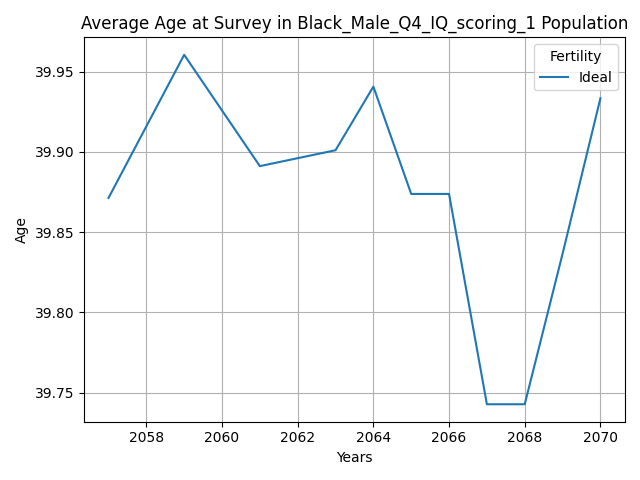 Average Age at Survey in Black_Male_Q4_IQ_scoring_1 Population
Fertility
Ideal
39.95
39.90
39.85
39.80
39.75
Age
2058 2060 2062 2064 2066 2068 2070
Years